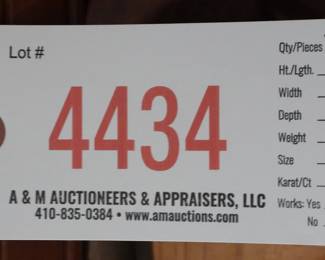 Lot #
4434
A & M AUCTIONEERS & APPRAISERS, LLC
410-835-0384 • www.amauctions.com
Qty/Pieces
Ht./Lgth.
Width
Depth
Weight
Size
Karat/Ct
Works: Yes
No